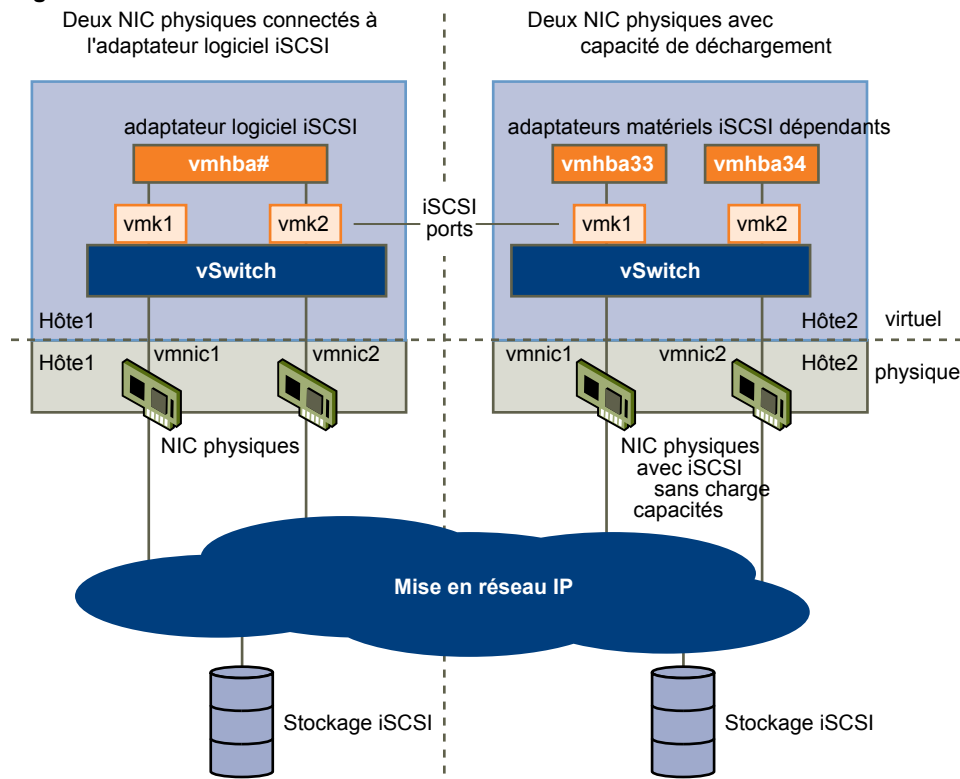 Deux NIC physiques connectés à
l'adaptateur logiciel iSCSI
Deux NIC physiques avec
capacité de déchargement
adaptateur logiciel iSCSI
vmhba#
vmk1
vmk2
vSwitch
Hôte1
iSCSI
ports
adaptateurs matériels iSCSI dépendants
vmhba33
vmhba34
vmk1
vmk2
vSwitch
Hôte2
virtuel
Hôte1
vmnic1
vmnic2
NIC physiques
vmnic1
vmnic2
Hôte2
physique
NIC physiques
avec iSCSI
sans charge
capacités
Mise en réseau IP
Stockage iSCSI
Stockage iSCSI